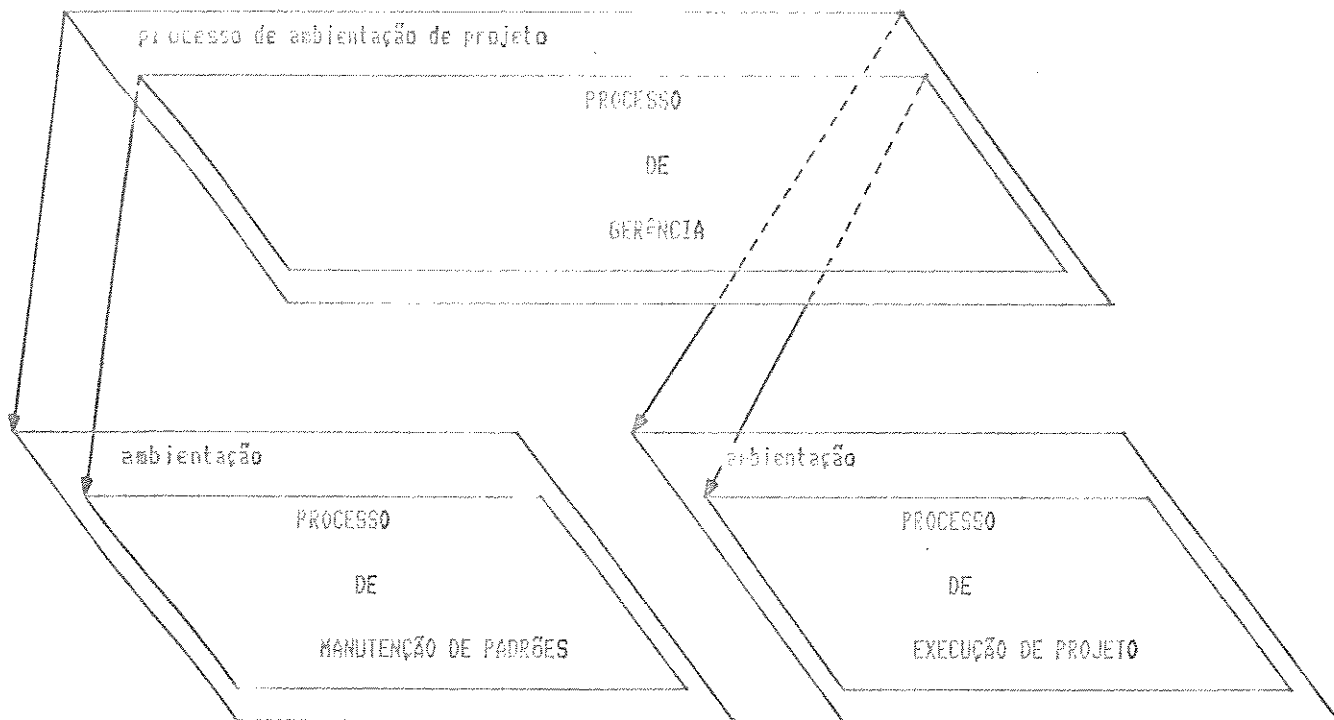 processo de ambientação de projeto
PROCESSO
DE
GERÊNCIA
ambientação
ambientação
PROCESSO
DE
MANUTENÇÃO DE PADRÕES
PROCESSO
DE
EXECUÇÃO DE PROJETO